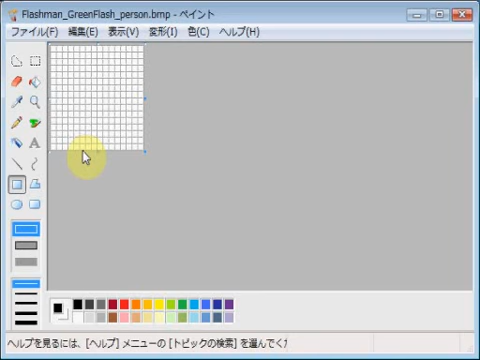 Flashman_GreenFlash_person.bmp - ペイント
ファイル(F) 編集(E) 表示(V) 変形(I) 色(C) ヘルプ(H)
ヘルプを見るには、[ヘルプ] メニューの [トピックの検索] を選んでくだ